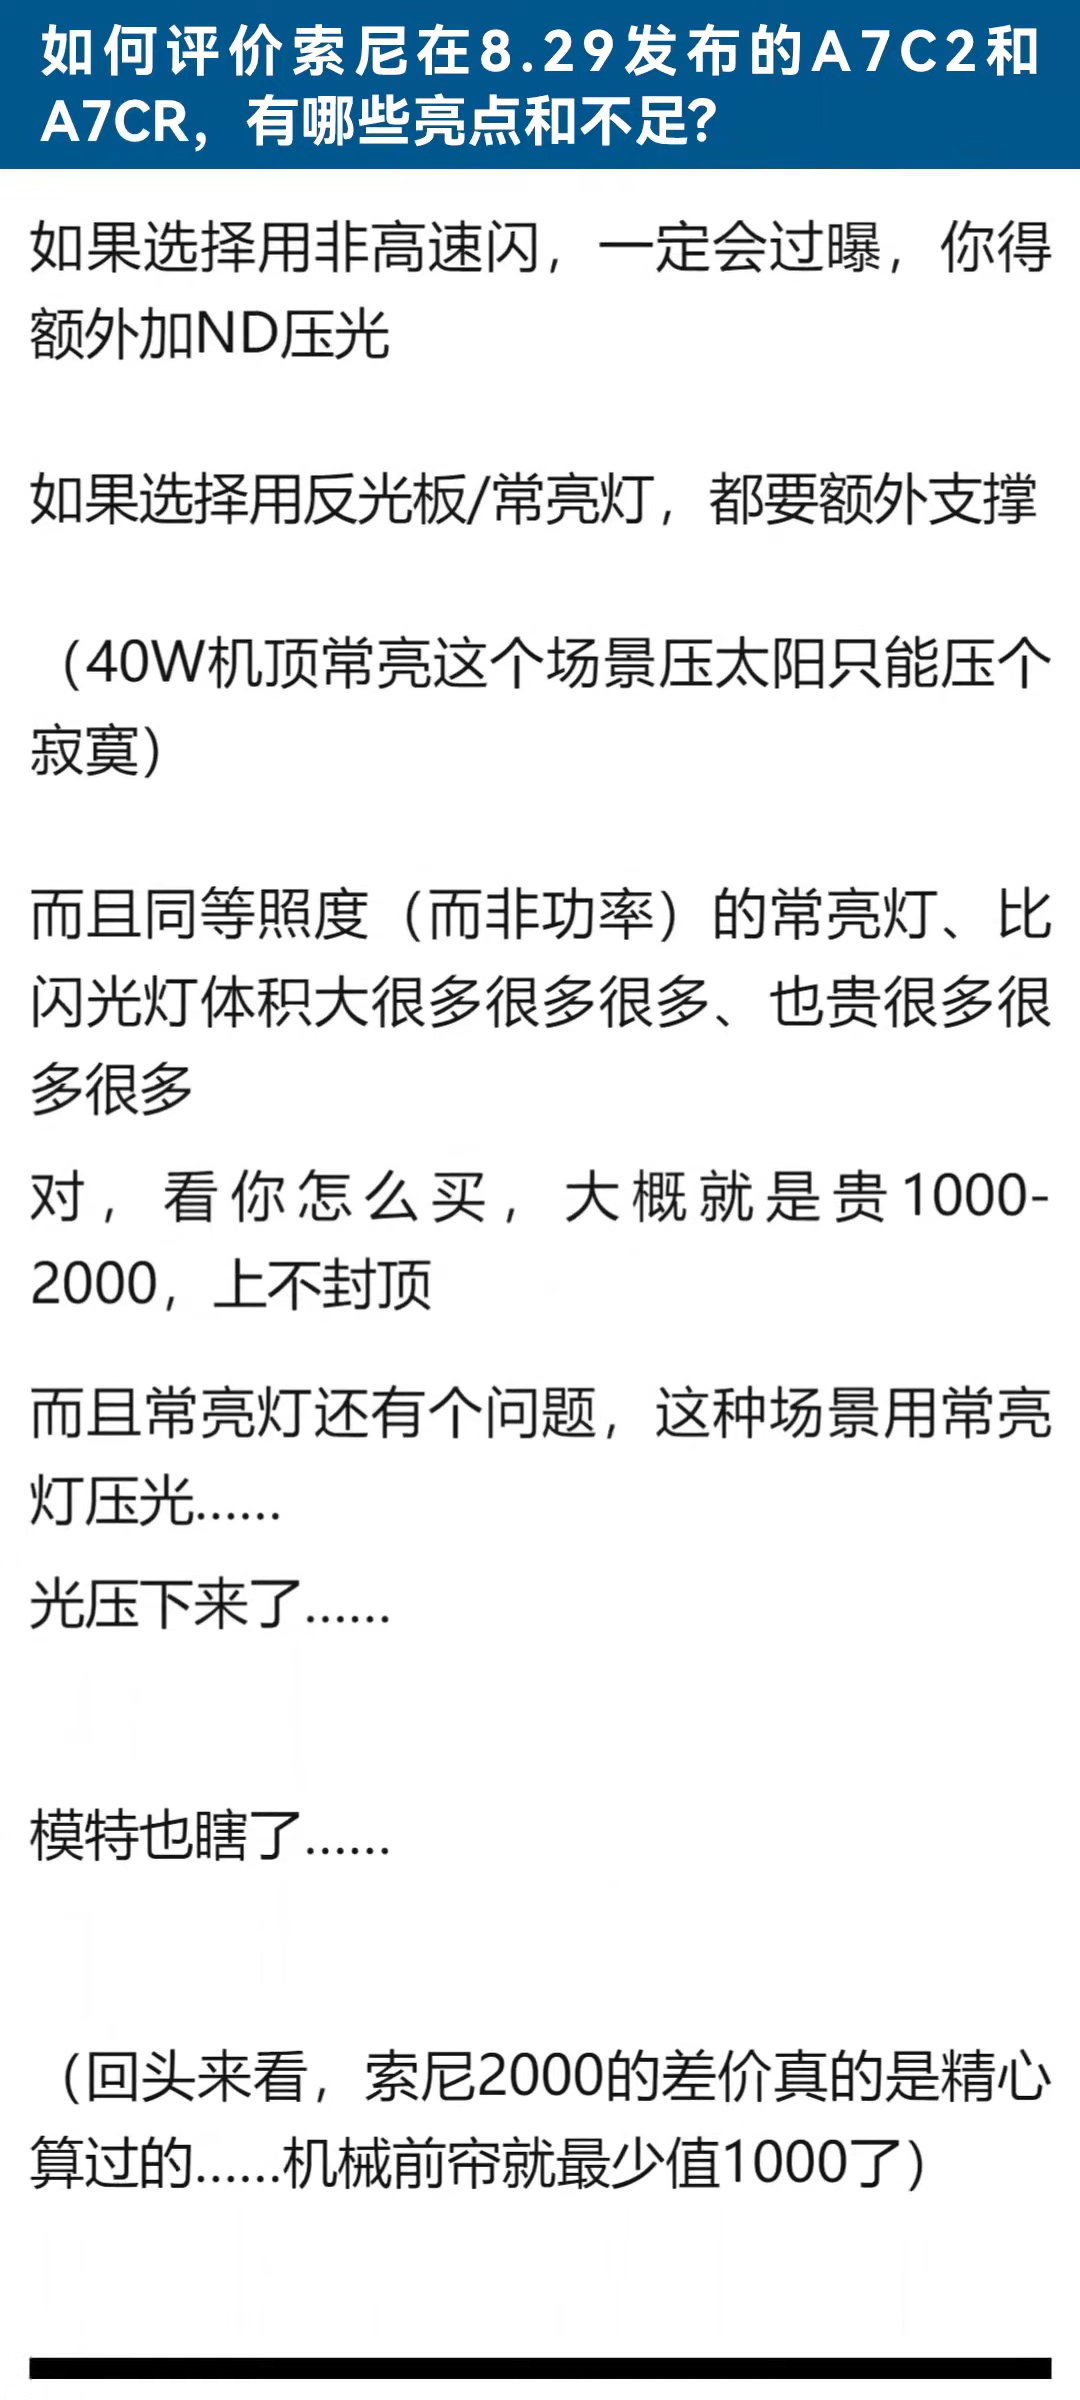 如何评价索尼在8.29发布的A7C2和
A7CR，有哪些亮点和不足？
如果选择用非高速闪，一定会过曝，你得
额外加ND压光
如果选择用反光板/常亮灯，都要额外支撑
（40W机顶常亮这个场景压太阳只能压个
寂寞）
而且同等照度（而非功率）的常亮灯、比
闪光灯体积大很多很多很多、也贵很多很
多很多
对，看你怎么买，大概就是贵1000-
2000，上不封顶
而且常亮灯还有个问题，这种场景用常亮
灯压光……
光压下来了……
模特也瞎了……
（回头来看，索尼2000的差价真的是精心
算过的……机械前帘就最少值1000了）